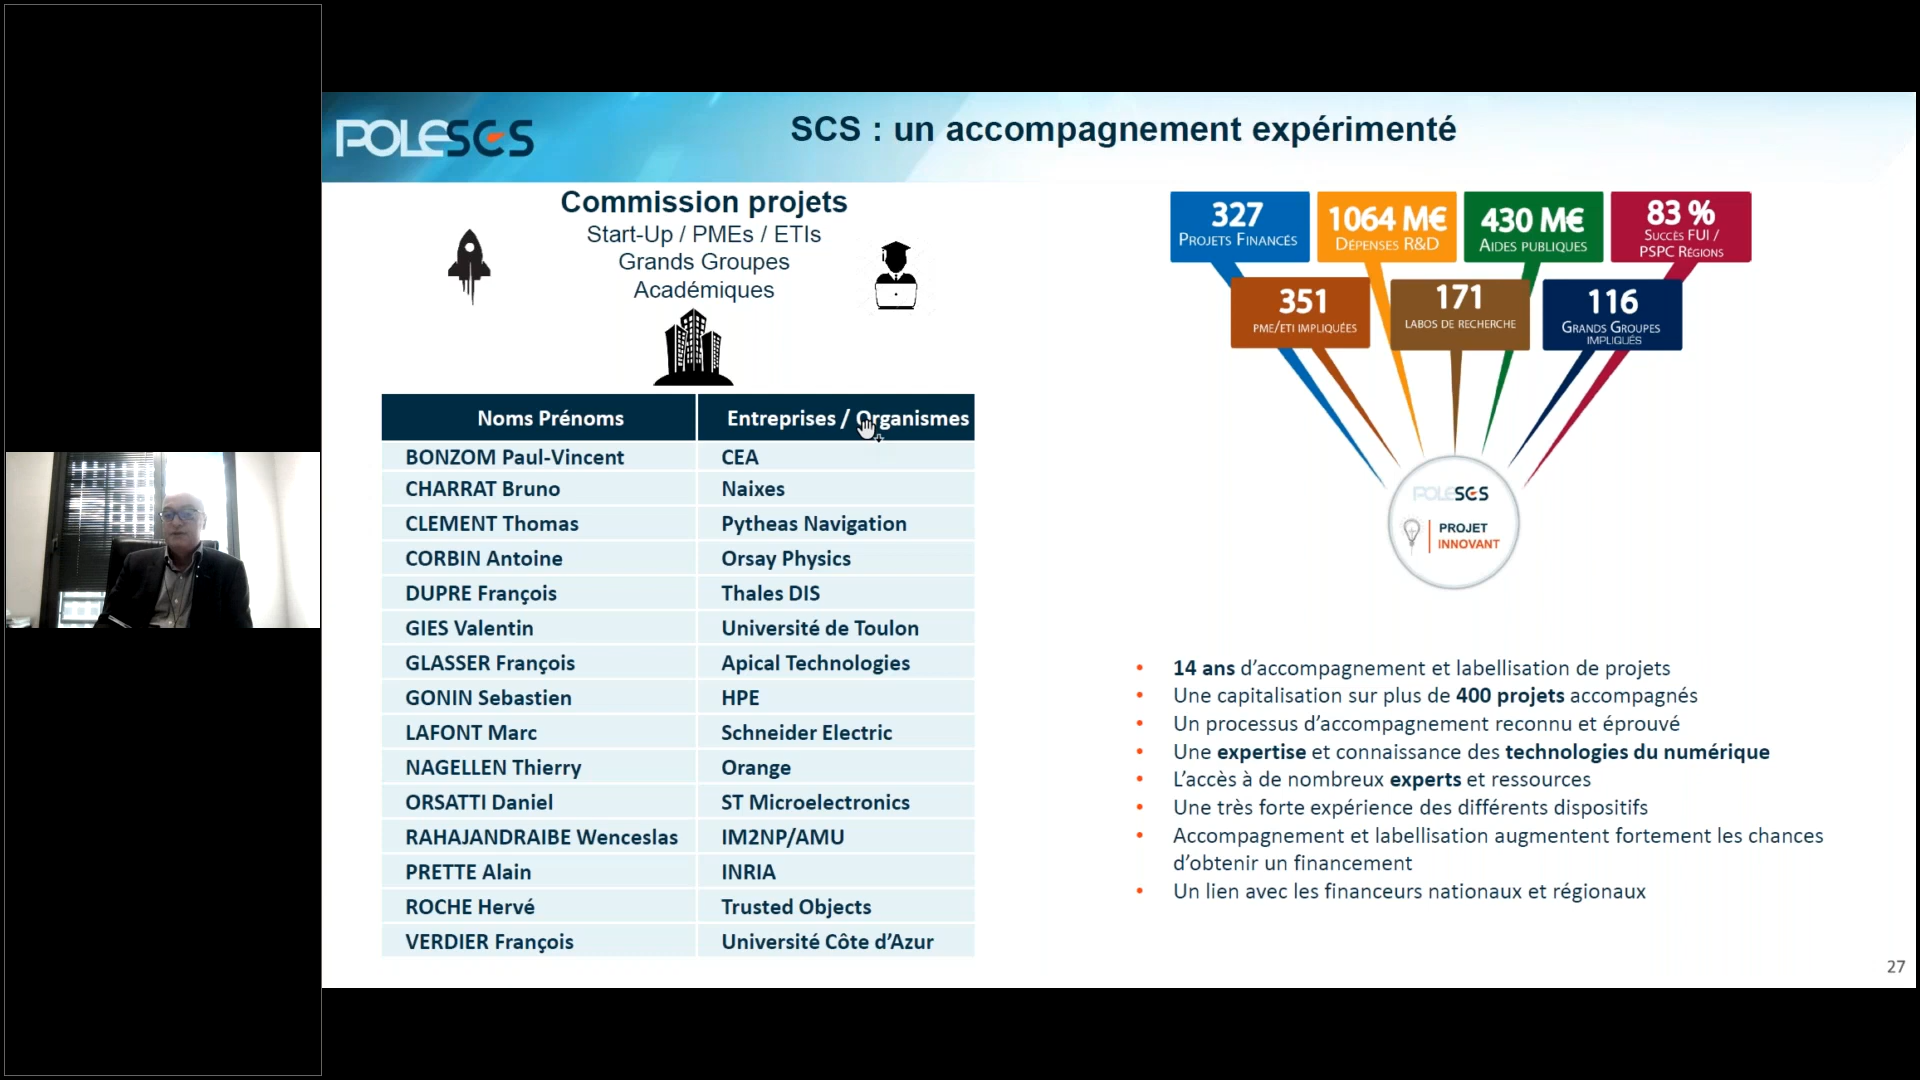 POLESCS
SCS : un accompagnement expérimenté
Commission projets
Start-Up / PMEs / ETIs
Grands Groupes
Académiques
Noms Prénoms Entreprises / Organismes
BONZOM Paul-Vincent CEA
CHARRAT Bruno Naixes
CLEMENT Thomas Pytheas Navigation
CORBIN Antoine Orsay Physics
DUPRE François Thales DIS
GIES Valentin Université de Toulon
GLASSER François Apical Technologies
GONIN Sebastien HPE
LAFONT Marc Schneider Electric
NAGELLEN Thierry Orange
ORSATTI Daniel ST Microelectronics
RAHAJANDRAIBE Wenceslas IM2NP/AMU
PRETTE Alain INRIA
ROCHE Hervé Trusted Objects
VERDIER François Université Côte d’Azur
327
PROJETS FINANCÉS
1064 M€
DÉPENSES R&D
430 M€
AIDES PUBLIQUES
83 %
SUCCÈS FUI /
PSPC RÉGIONS
351
PME/ETI IMPLIQUÉES
171
LABOS DE RECHERCHE
116
GRANDS GROUPES
IMPLIQUÉS
POLESCS
PROJET
INNOVANT
• 14 ans d’accompagnement et labellisation de projets
• Une capitalisation sur plus de 400 projets accompagnés
• Un processus d’accompagnement reconnu et éprouvé
• Une expertise et connaissance des technologies du numérique
• L’accès à de nombreux experts et ressources
• Une très forte expérience des différents dispositifs
• Accompagnement et labellisation augmentent fortement les chances
d’obtenir un financement
• Un lien avec les financeurs nationaux et régionaux
27